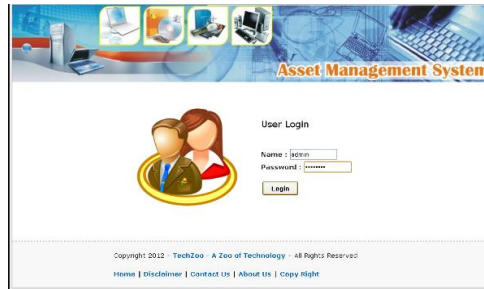 Asset Management System
User Login
Name : admin
Password : ********
Login
Copyright 2012 - TechZoo - A Zoo of Technology - All Rights Reserved
Home | Disclaimer | Contact Us | About Us | Copy Right